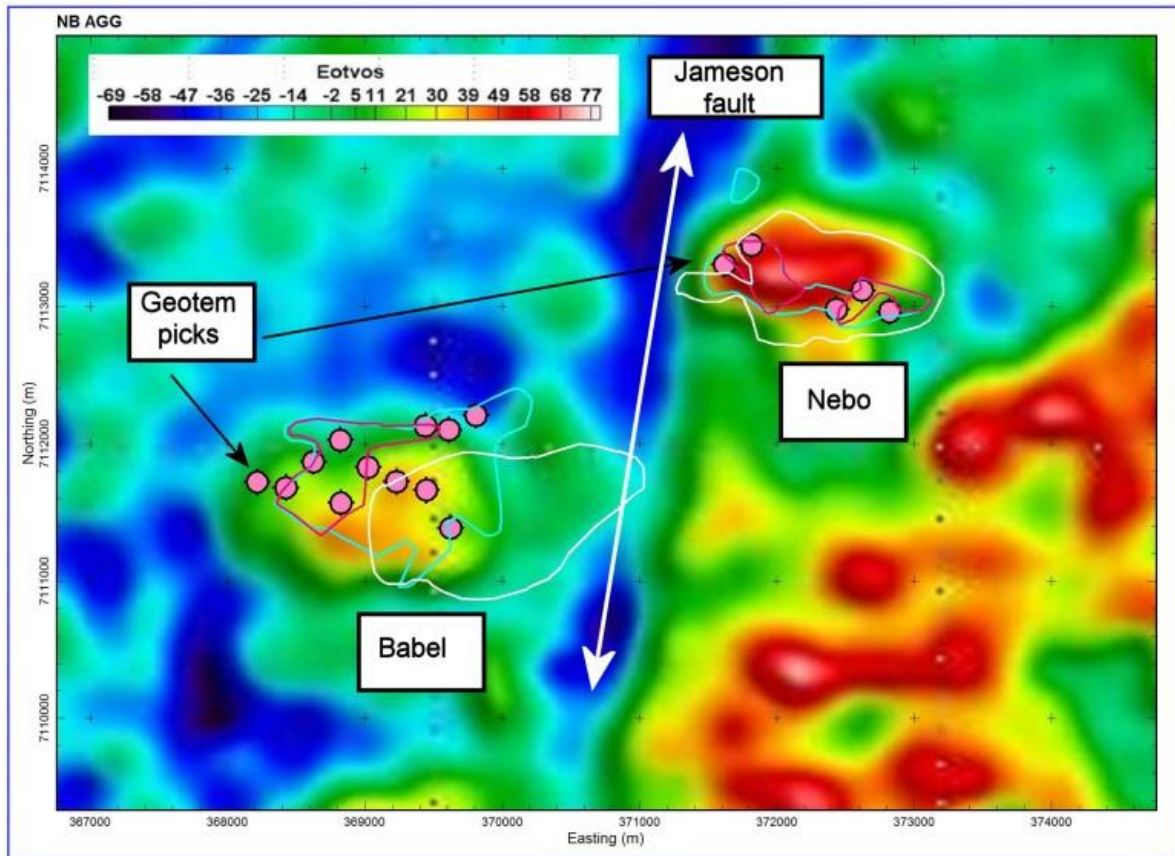 NB AGG
Eotvos
-69 -58 -47 -36 -25 -14 -2 5 11 21 30 39 49 58 68 77
Jameson
fault
Geotem
picks
Nebo
Babel
7114000
7113000
7112000
7111000
7110000
Northing (m)
367000 368000 369000 370000 371000 372000 373000 374000
Easting (m)